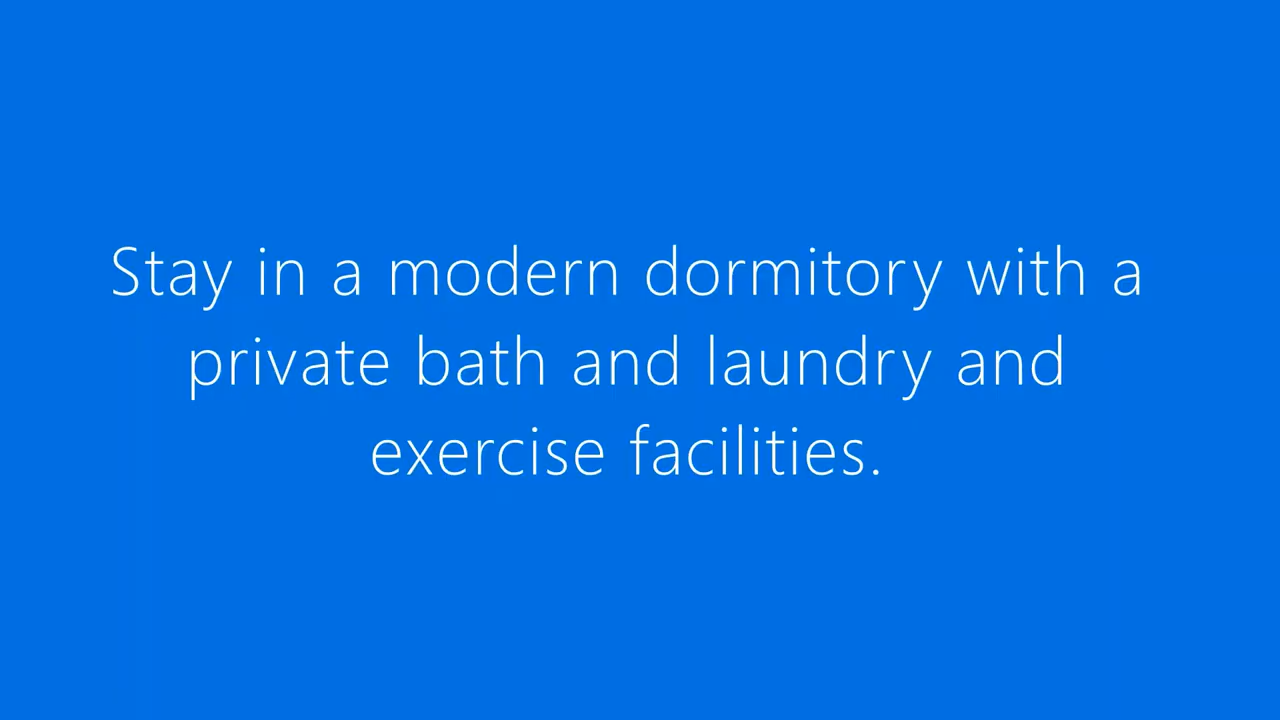 Stay in a modern dormitory with a
private bath and laundry and
exercise facilities.